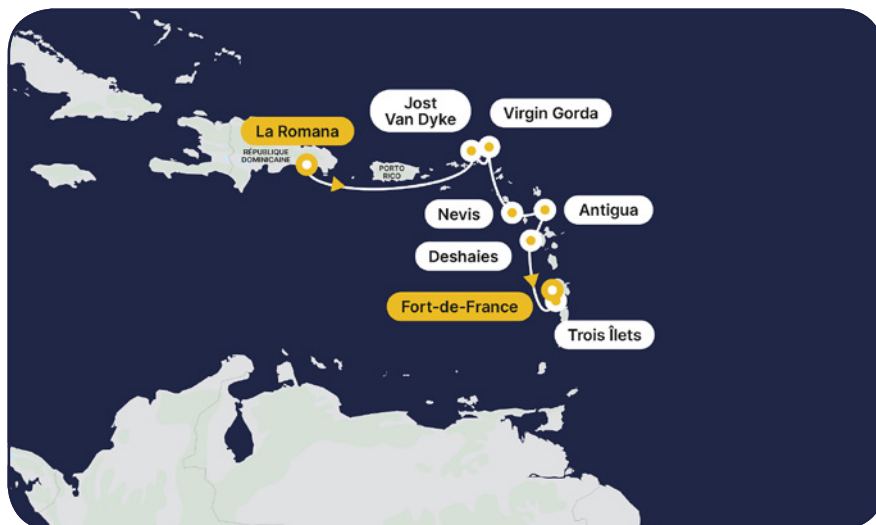 Jost
Van Dyke
Virgin Gorda
La Romana
RÉPUBLIQUE
DOMINICAINE
PORTO
RICO
Nevis
Antigua
Deshaies
Fort-de-France
Trois Îlets